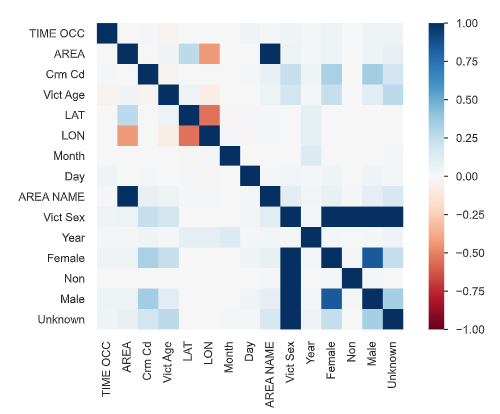 TIME OCC
AREA
Crm Cd
Vict Age
LAT
LON
Month
Day
AREA NAME
Vict Sex
Year
Female
Non
Male
Unknown
TIME OCC
AREA
Crm Cd
Vict Age
LAT
LON
Month
Day
AREA NAME
Vict Sex
Year
Female
Non
Male
Unknown
1.00
0.75
0.50
0.25
0.00
−0.25
−0.50
−0.75
−1.00